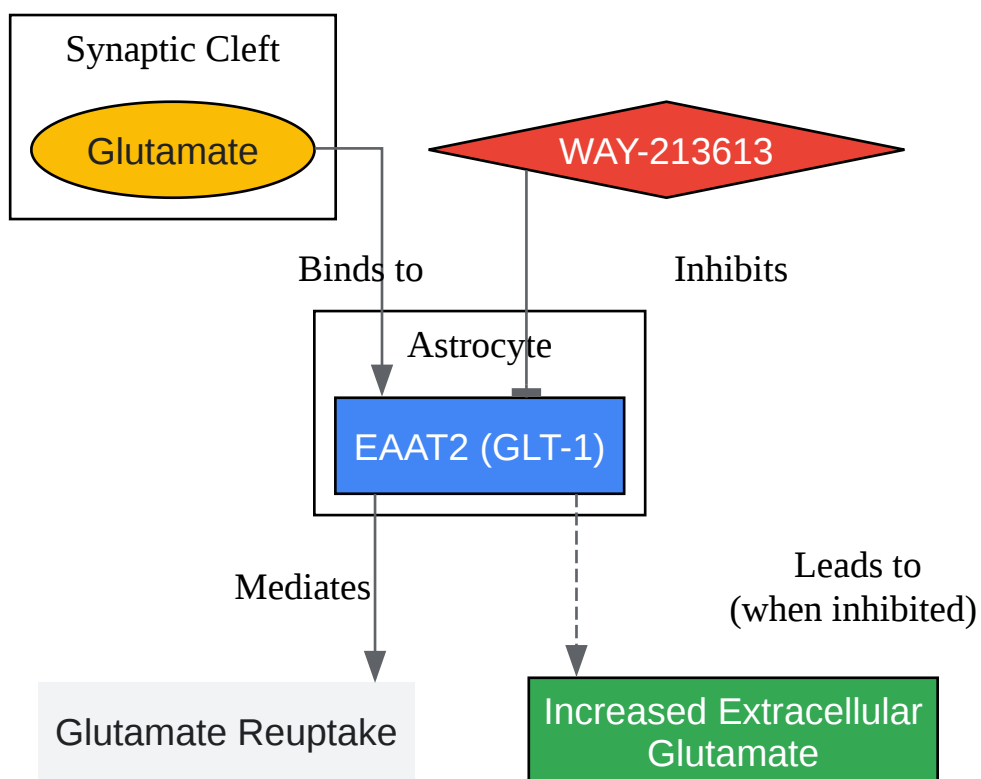 Synaptic Cleft
Glutamate
WAY-213613
Binds to
Inhibits
Astrocyte
EAAT2 (GLT-1)
Mediates
Leads to
(when inhibited)
Glutamate Reuptake
Increased Extracellular
Glutamate